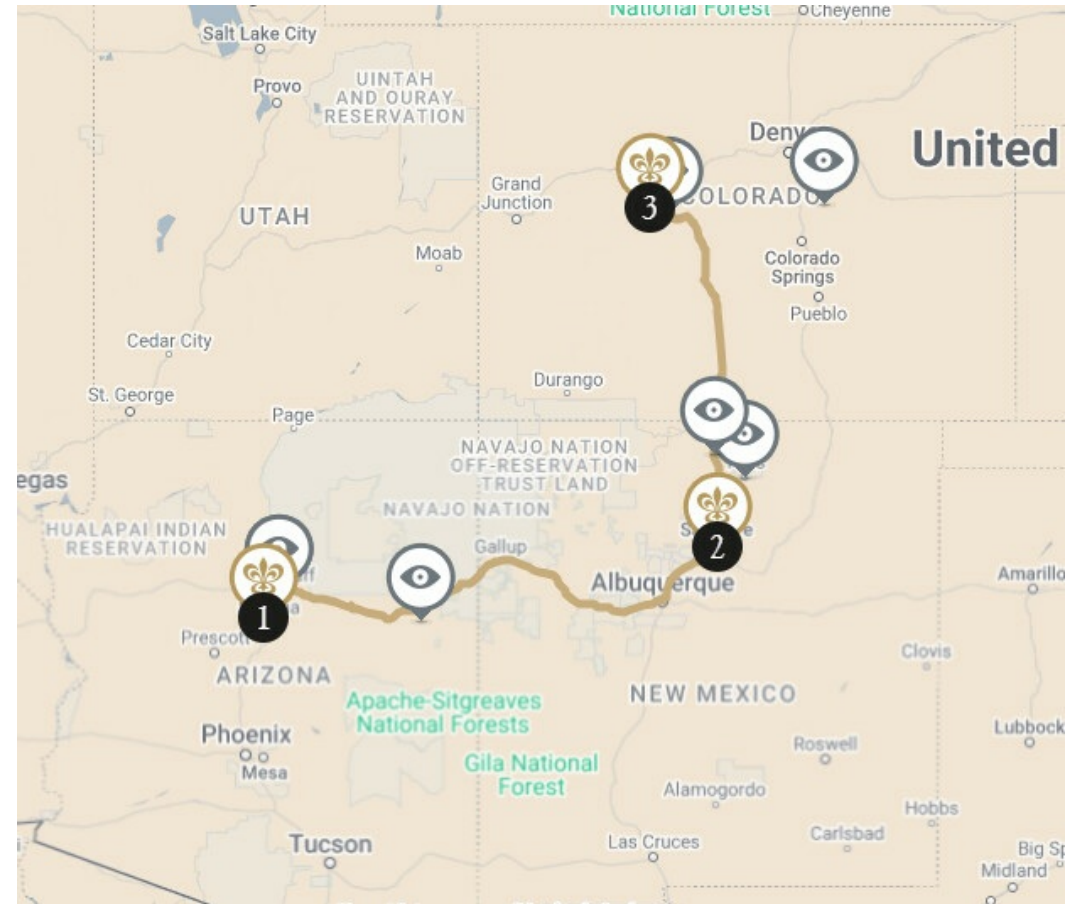 National Forest
Cheyenne
Salt Lake City
Provo
UINTAH
AND OURAY
RESERVATION
Denv
United
Grand
Junction
COLORADO
3
UTAH
Moab
Colorado
Springs
Pueblo
Cedar City
Durango
St. George
Page
NAVAJO NATION
OFF-RESERVATION
TRUST LAND
egas
NAVAJO NATION
HUALAPAI INDIAN
RESERVATION
Gallup
2
Albuquerque
Amarillo
1
Prescott
ARIZONA
Clovis
Apache-Sitgreaves
National Forests
NEW MEXICO
Phoenix
Mesa
Roswell
Lubbock
Gila National
Forest
Alamogordo
Hobbs
Tucson
Las Cruces
Carlsbad
Big Sp
Midland